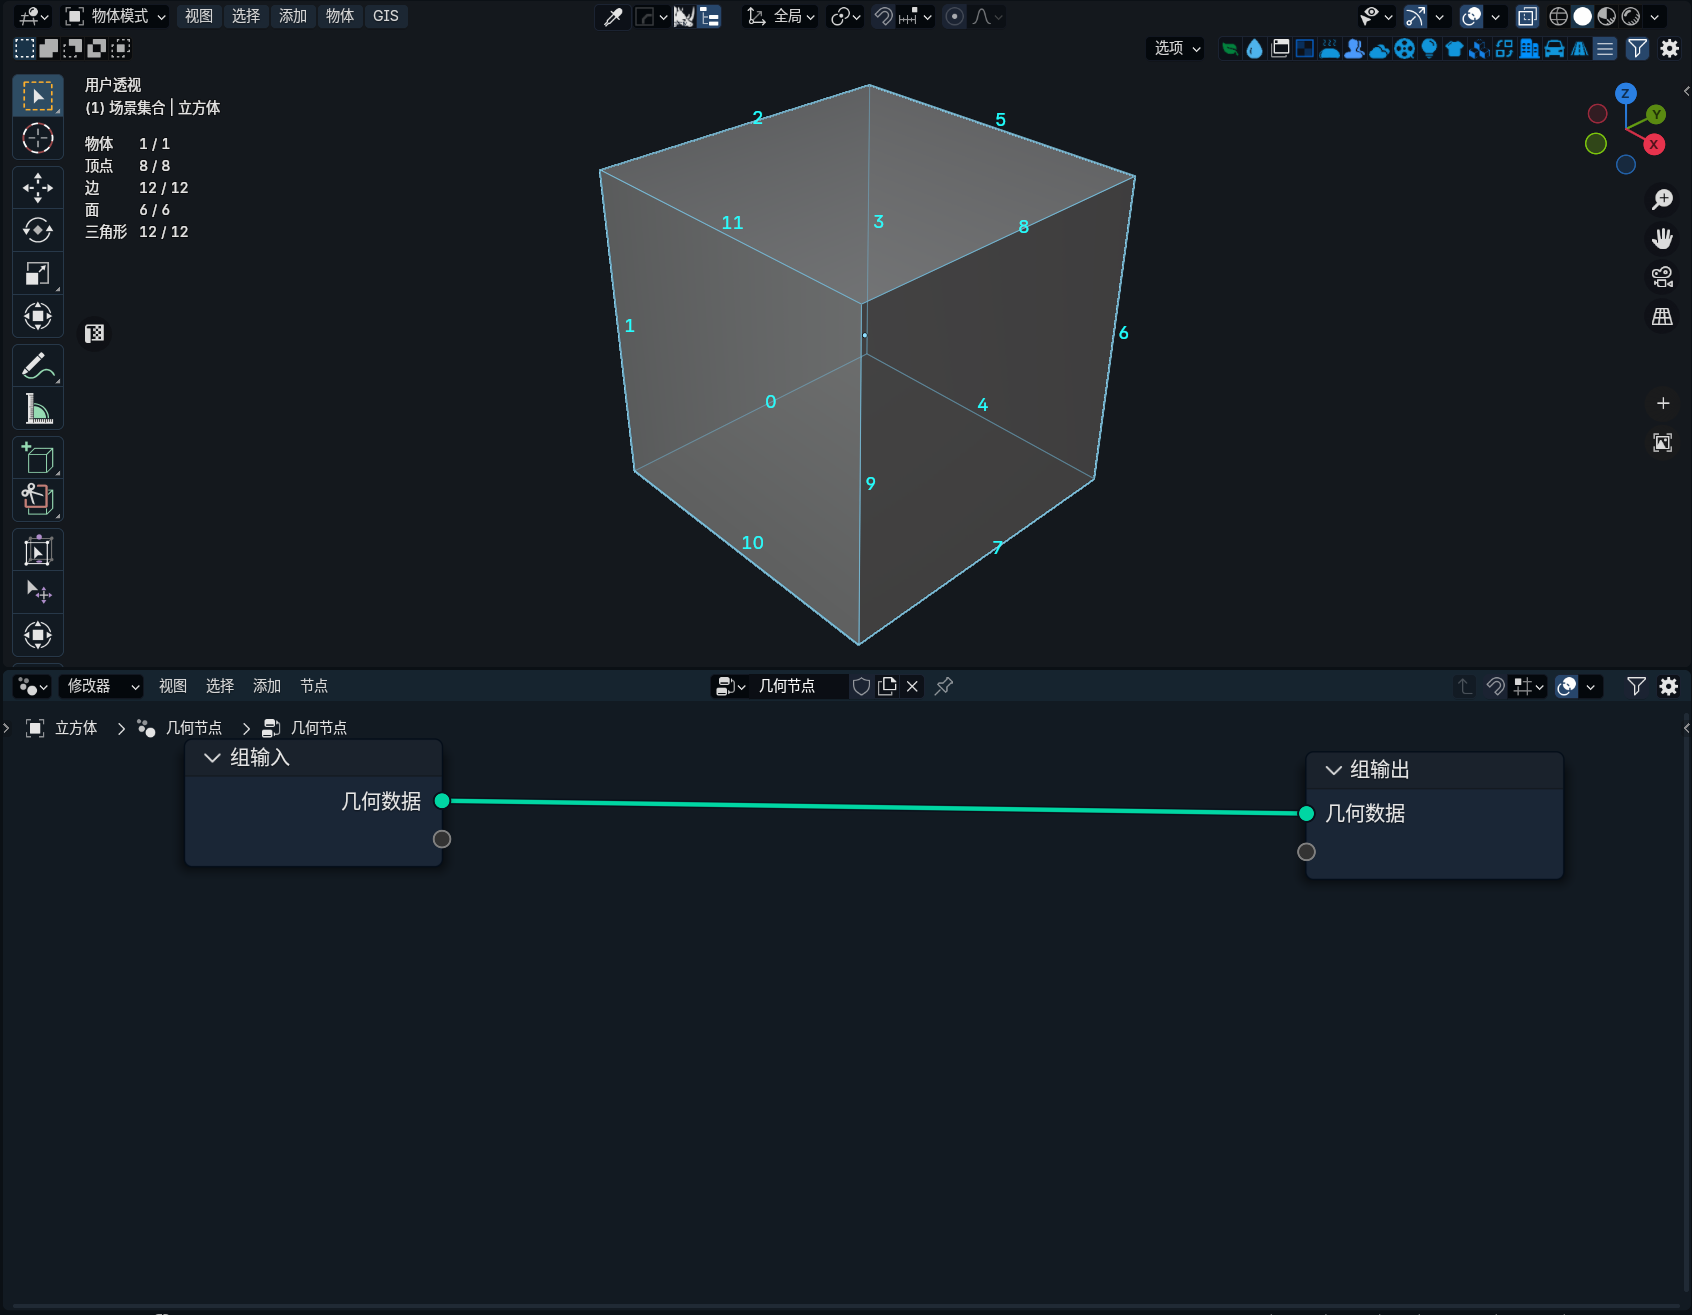 物体模式 视图 选择 添加 物体 GIS 全局
选项
用户透视
(1) 场景集合 | 立方体
物体 1 / 1
顶点 8 / 8
边 12 / 12
面 6 / 6
三角形 12 / 12
Z
Y
X
2
5
11
3
8
1
6
0
4
9
10
7
修改器 视图 选择 添加 节点 几何节点
立方体 几何节点 几何节点
组输入
几何数据
组输出
几何数据